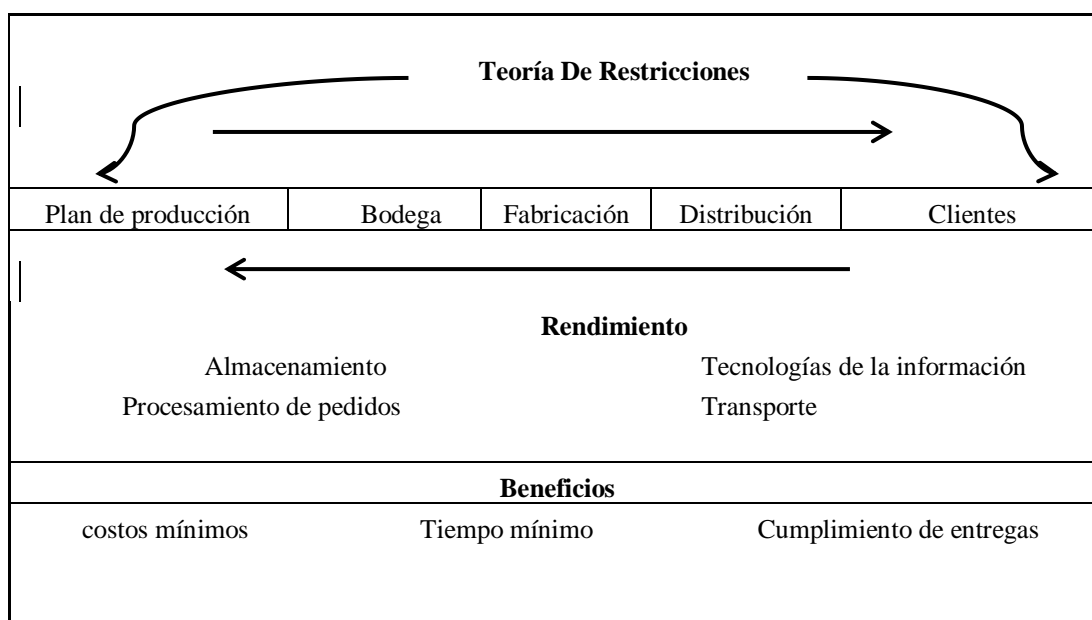 Teoría De Restricciones
Plan de producción Bodega Fabricación Distribución Clientes
Rendimiento
Almacenamiento Tecnologías de la información
Procesamiento de pedidos Transporte
Beneficios
costos mínimos Tiempo mínimo Cumplimiento de entregas